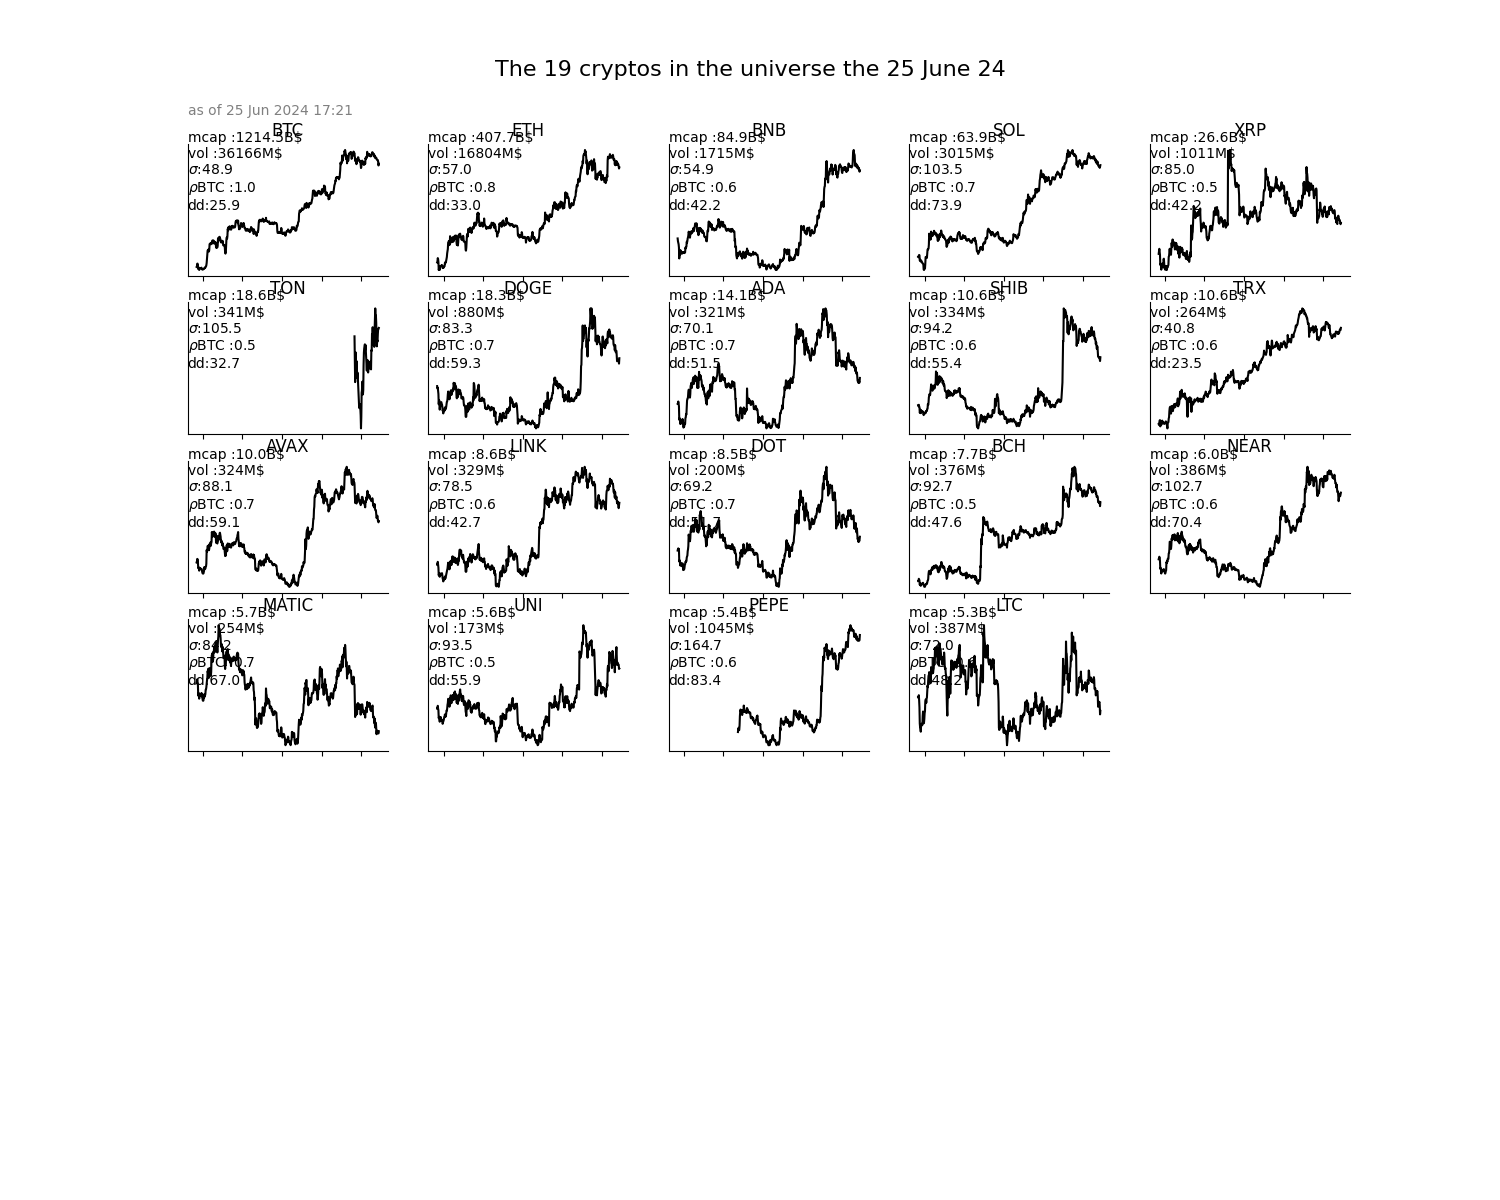 The 19 cryptos in the universe the 25 June 24
as of 25 Jun 2024 17:21
BTC
mcap :1214.5B$
vol :36166M$
σ:48.9
ρBTC :1.0
dd:25.9
ETH
mcap :407.7B$
vol :16804M$
σ:57.0
ρBTC :0.8
dd:33.0
BNB
mcap :84.9B$
vol :1715M$
σ:54.9
ρBTC :0.6
dd:42.2
SOL
mcap :63.9B$
vol :3015M$
σ:103.5
ρBTC :0.7
dd:73.9
XRP
mcap :26.6B$
vol :1011M$
σ:85.0
ρBTC :0.5
dd:42.2
TON
mcap :18.6B$
vol :341M$
σ:105.5
ρBTC :0.5
dd:32.7
DOGE
mcap :18.3B$
vol :880M$
σ:83.3
ρBTC :0.7
dd:59.3
ADA
mcap :14.1B$
vol :321M$
σ:70.1
ρBTC :0.7
dd:51.5
SHIB
mcap :10.6B$
vol :334M$
σ:94.2
ρBTC :0.6
dd:55.4
TRX
mcap :10.6B$
vol :264M$
σ:40.8
ρBTC :0.6
dd:23.5
AVAX
mcap :10.0B$
vol :324M$
σ:88.1
ρBTC :0.7
dd:59.1
LINK
mcap :8.6B$
vol :329M$
σ:78.5
ρBTC :0.6
dd:42.7
DOT
mcap :8.5B$
vol :200M$
σ:69.2
ρBTC :0.7
BCH
mcap :7.7B$
vol :376M$
σ:92.7
ρBTC :0.5
dd:47.6
NEAR
mcap :6.0B$
vol :386M$
σ:102.7
ρBTC :0.6
dd:70.4
MATIC
mcap :5.7B$
vol :254M$
σ:84.2
ρBTC :0.7
dd:67.0
UNI
mcap :5.6B$
vol :173M$
σ:93.5
ρBTC :0.5
dd:55.9
PEPE
mcap :5.4B$
vol :1045M$
σ:164.7
ρBTC :0.6
dd:83.4
LTC
mcap :5.3B$
vol :387M$
σ:72.0
ρBTC
dd:48.2